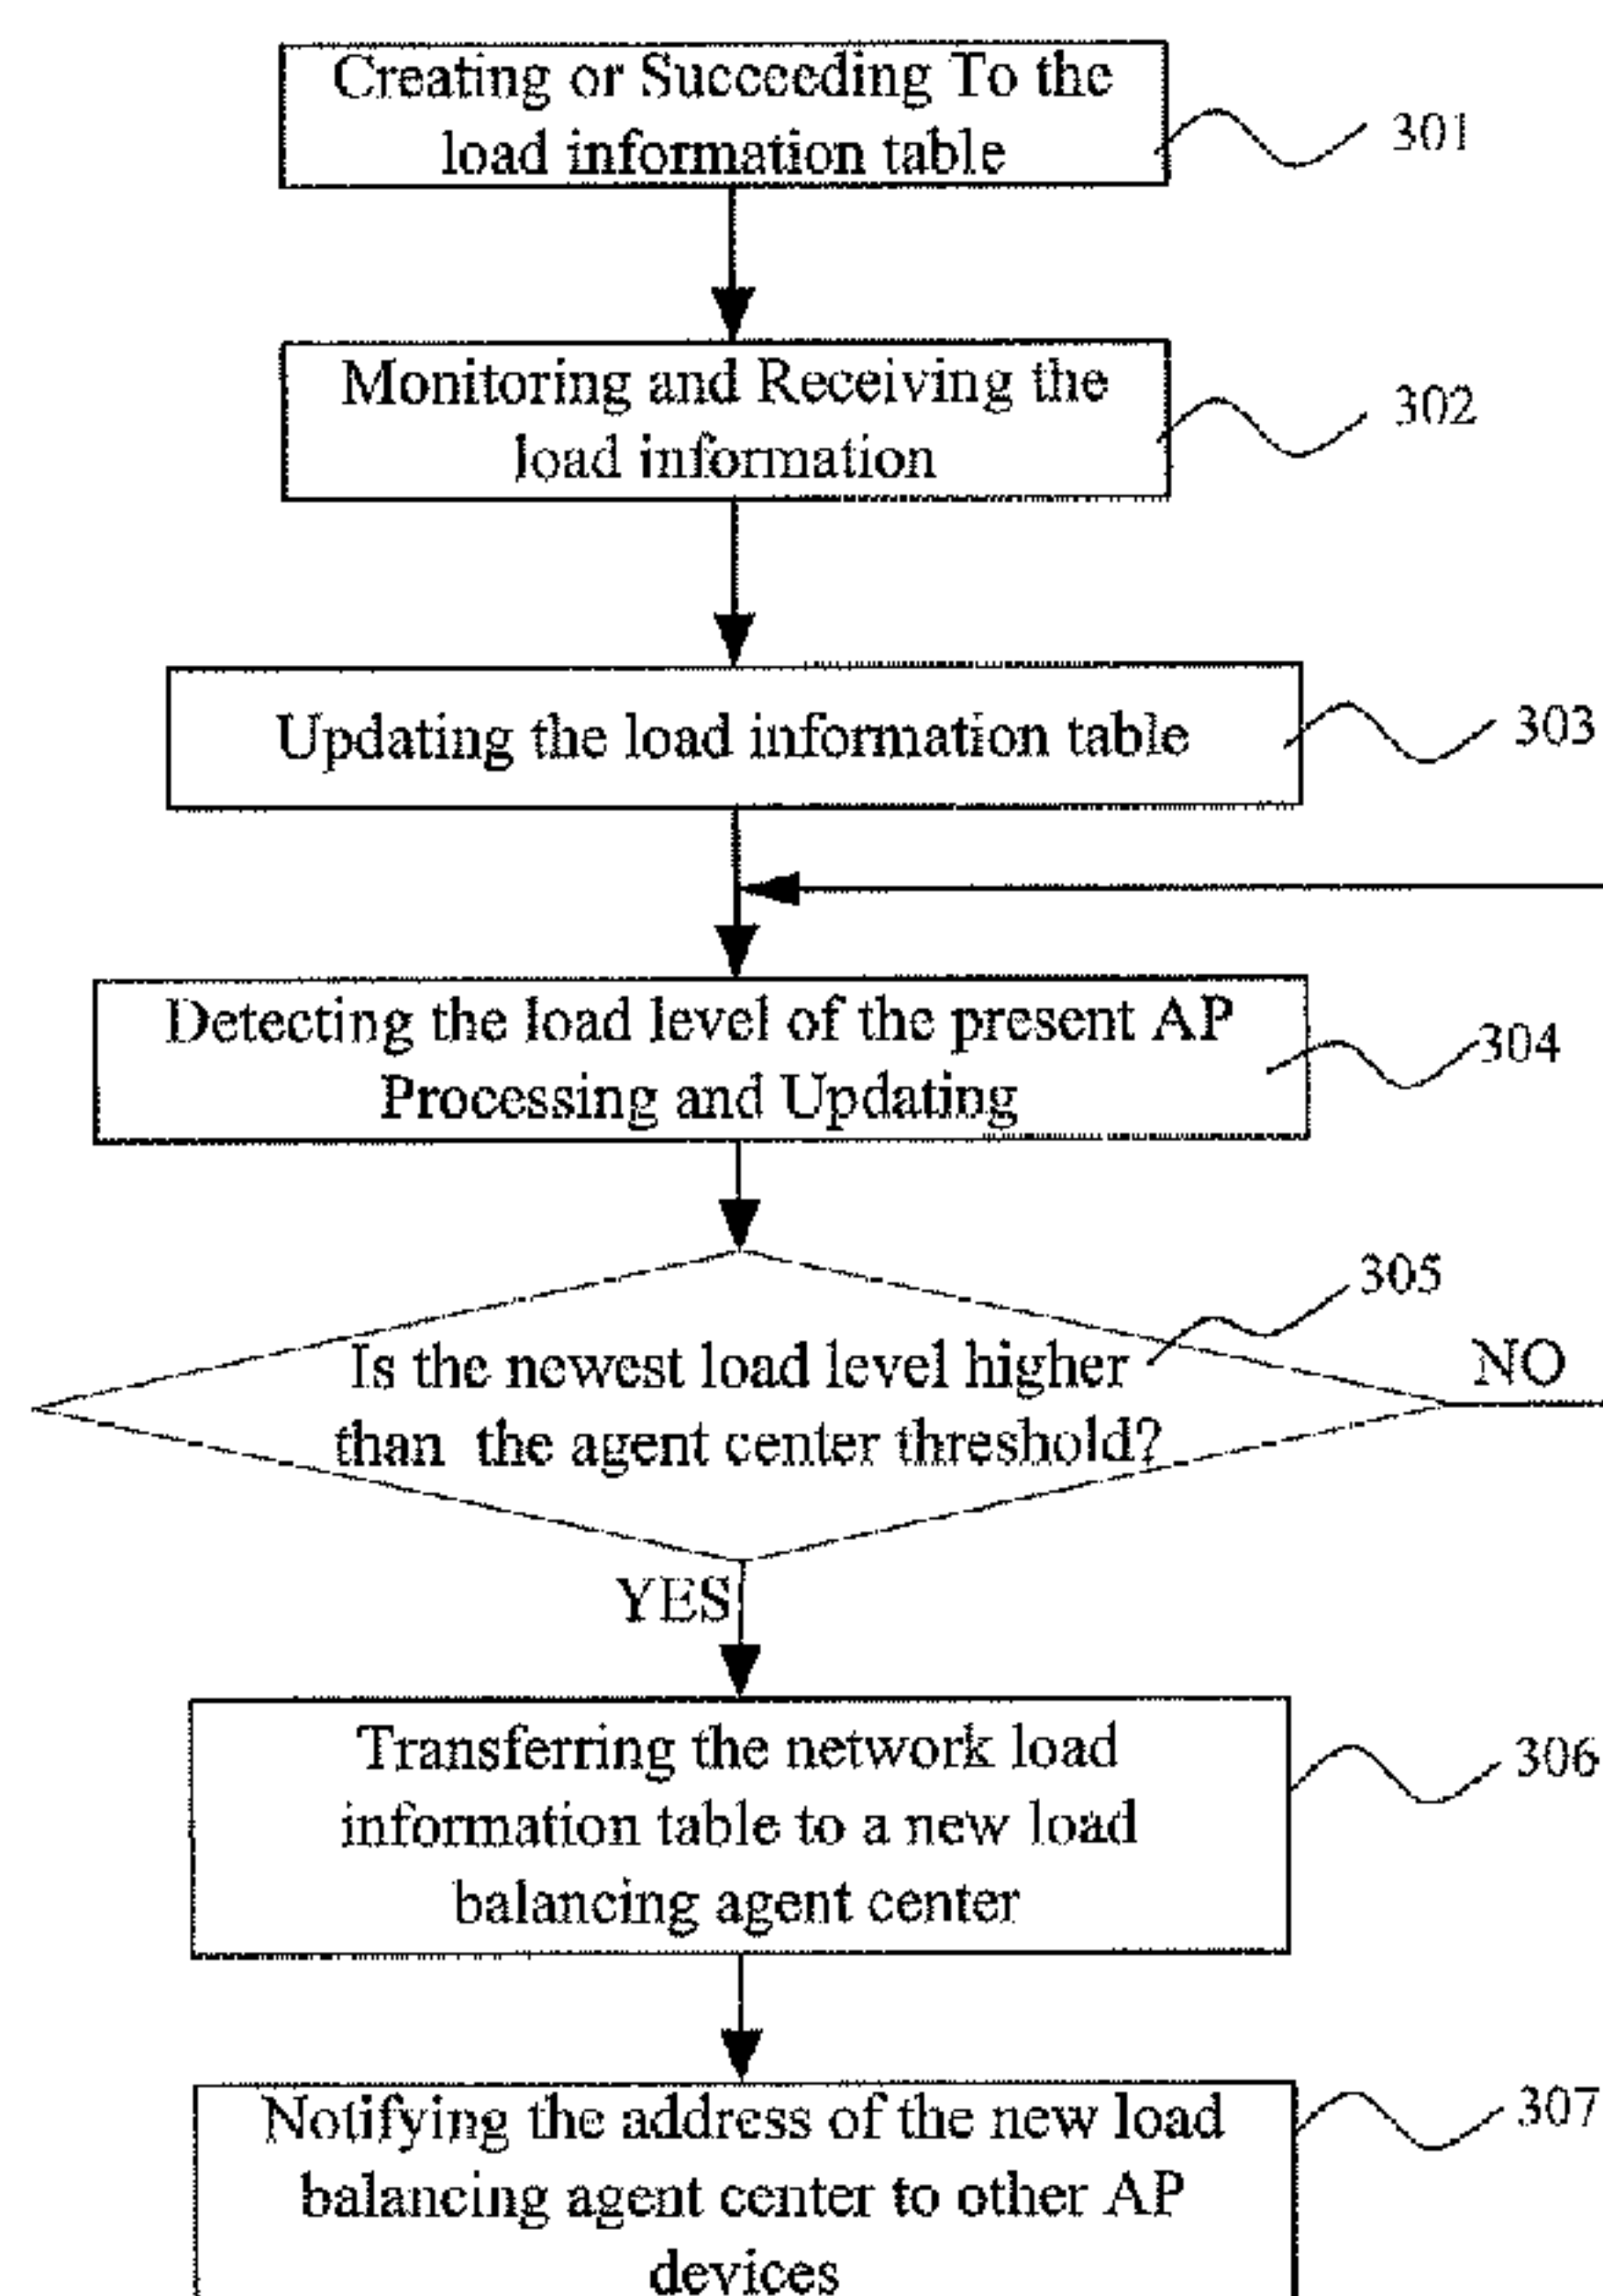 Creating or Succeeding To the
load information table
301
Monitoring and Receiving the
load information
302
Updating the load information table
303
Detecting the load level of the present AP
Processing and Updating
304
305
Is the newest load level higher
than the agent center threshold?
NO
YES
Transferring the network load
information table to a new load
balancing agent center
306
Notifying the address of the new load
balancing agent center to other AP
devices
307